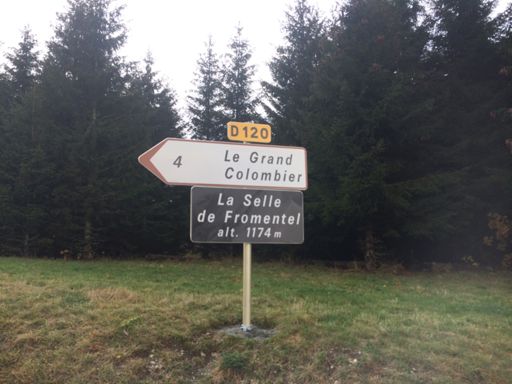 D120
4 Le Grand
Colombier
La Selle
de Fromentel
alt. 1174 m